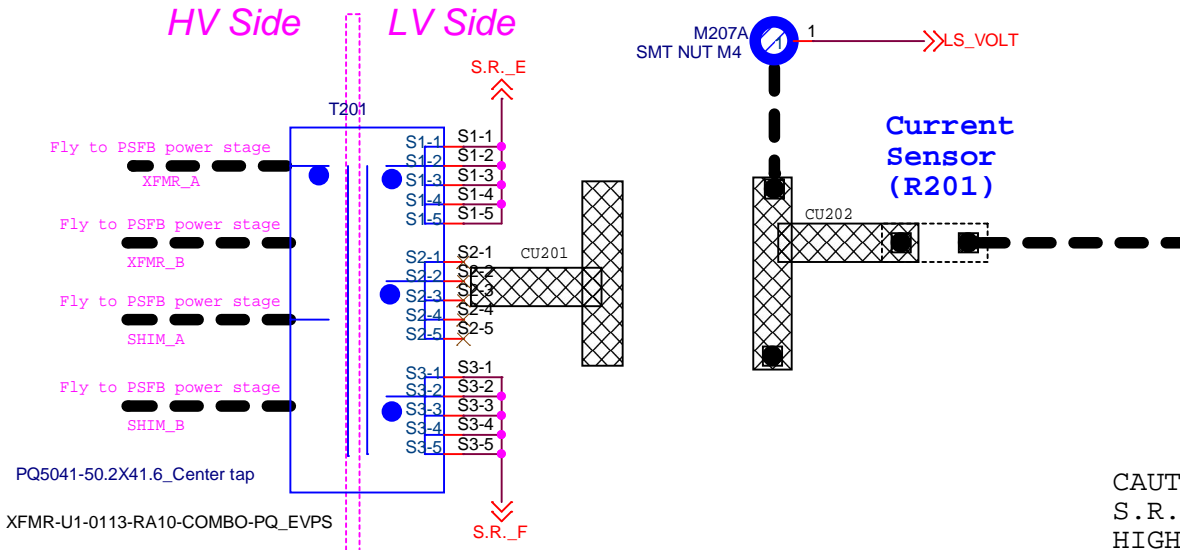 HV Side
LV Side
M207A
SMT NUT M4
1
1
LS_VOLT
S.R._E
T201
Current
Sensor
(R201)
Fly to PSFB power stage
XFMR_A
Fly to PSFB power stage
XFMR_B
Fly to PSFB power stage
SHIM_A
Fly to PSFB power stage
SHIM_B
S1-1 S1-1
S1-2 S1-2
S1-3 S1-3
S1-4 S1-4
S1-5 S1-5
S2-1 S2-1
S2-2 S2-2
S2-3 S2-3
S2-4 S2-4
S2-5 S2-5
S3-1 S3-1
S3-2 S3-2
S3-3 S3-3
S3-4 S3-4
S3-5 S3-5
CU201
CU202
PQ5041-50.2X41.6_Center tap
XFMR-U1-0113-RA10-COMBO-PQ_EVPS
S.R._F
CAUT
S.R.
HIGH